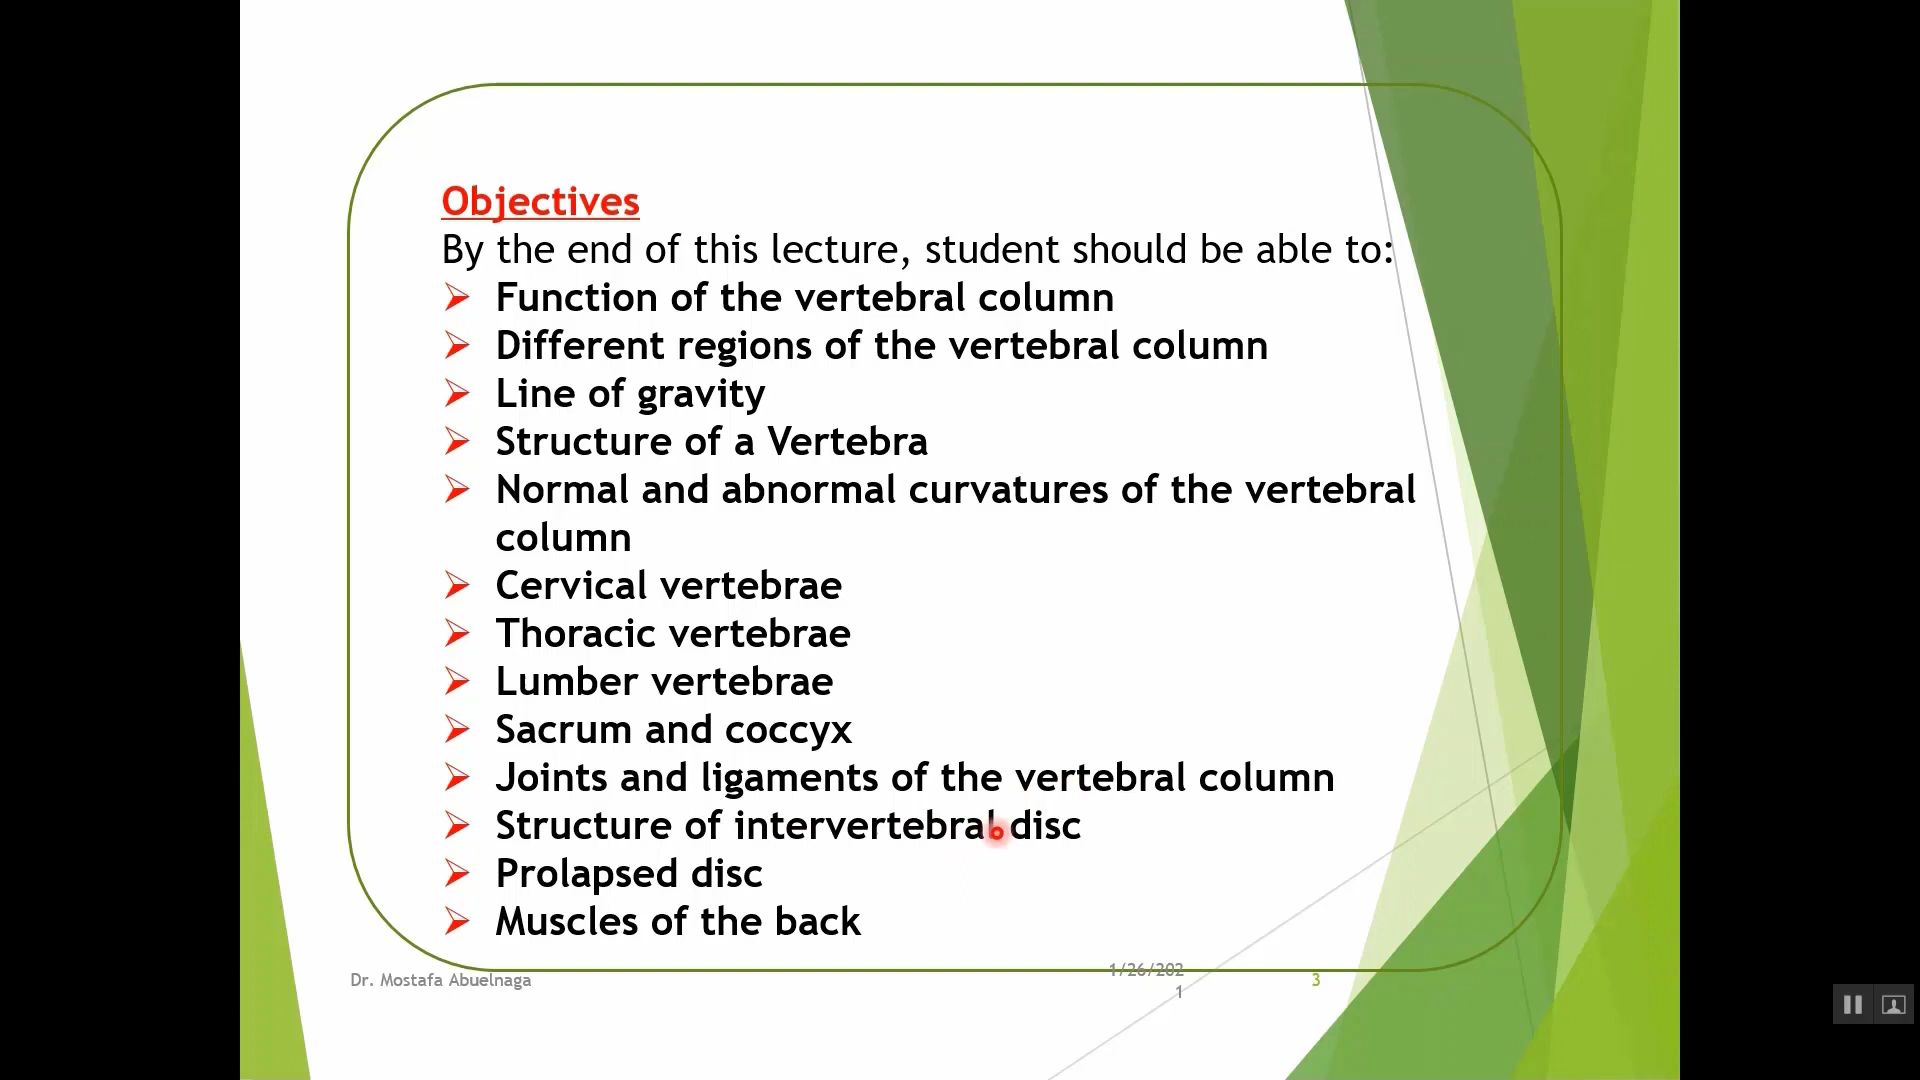 Objectives
By the end of this lecture, student should be able to:
Function of the vertebral column
Different regions of the vertebral column
Line of gravity
Structure of a Vertebra
Normal and abnormal curvatures of the vertebral
column
Cervical vertebrae
Thoracic vertebrae
Lumber vertebrae
Sacrum and coccyx
Joints and ligaments of the vertebral column
Structure of intervertebral disc
Prolapsed disc
Muscles of the back
Dr. Mostafa Abuelnaga
1/26/202
1
3